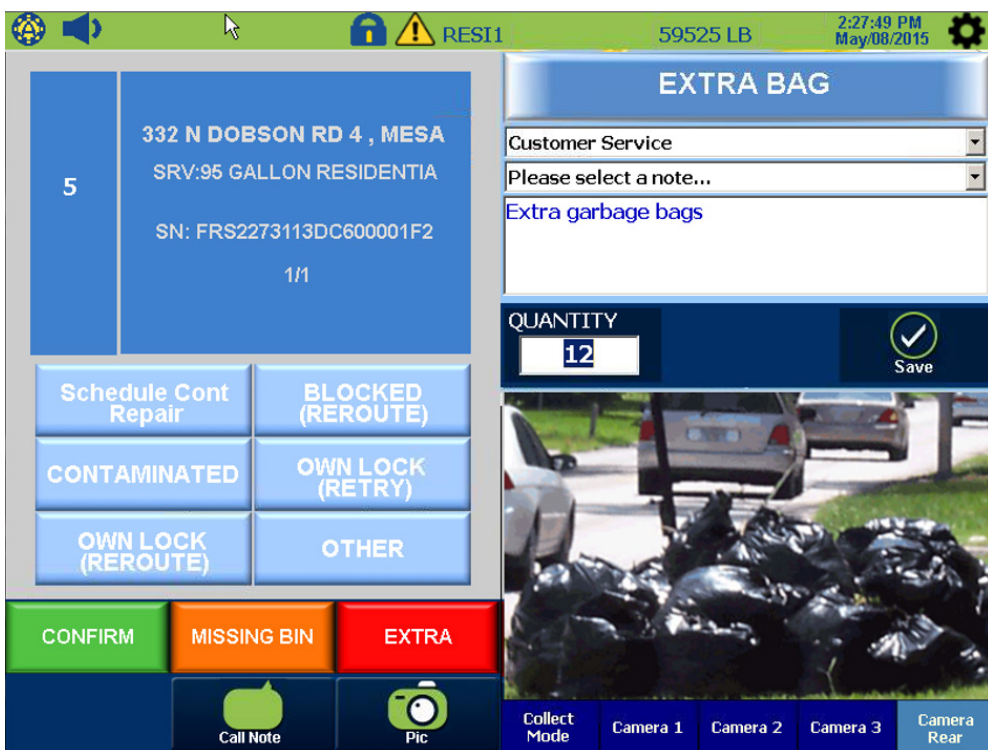 RESI1
59525 LB
2:27:49 PM
May/08/2015
5
332 N DOBSON RD 4 , MESA
SRV:95 GALLON RESIDENTIA
SN: FRS2273113DC600001F2
1/1
Schedule Cont
Repair
BLOCKED
(REROUTE)
CONTAMINATED
OWN LOCK
(RETRY)
OWN LOCK
(REROUTE)
OTHER
CONFIRM
MISSING BIN
EXTRA
Call Note
Pic
EXTRA BAG
Customer Service
Please select a note...
Extra garbage bags
QUANTITY
12
Save
Collect
Mode
Camera 1
Camera 2
Camera 3
Camera
Rear